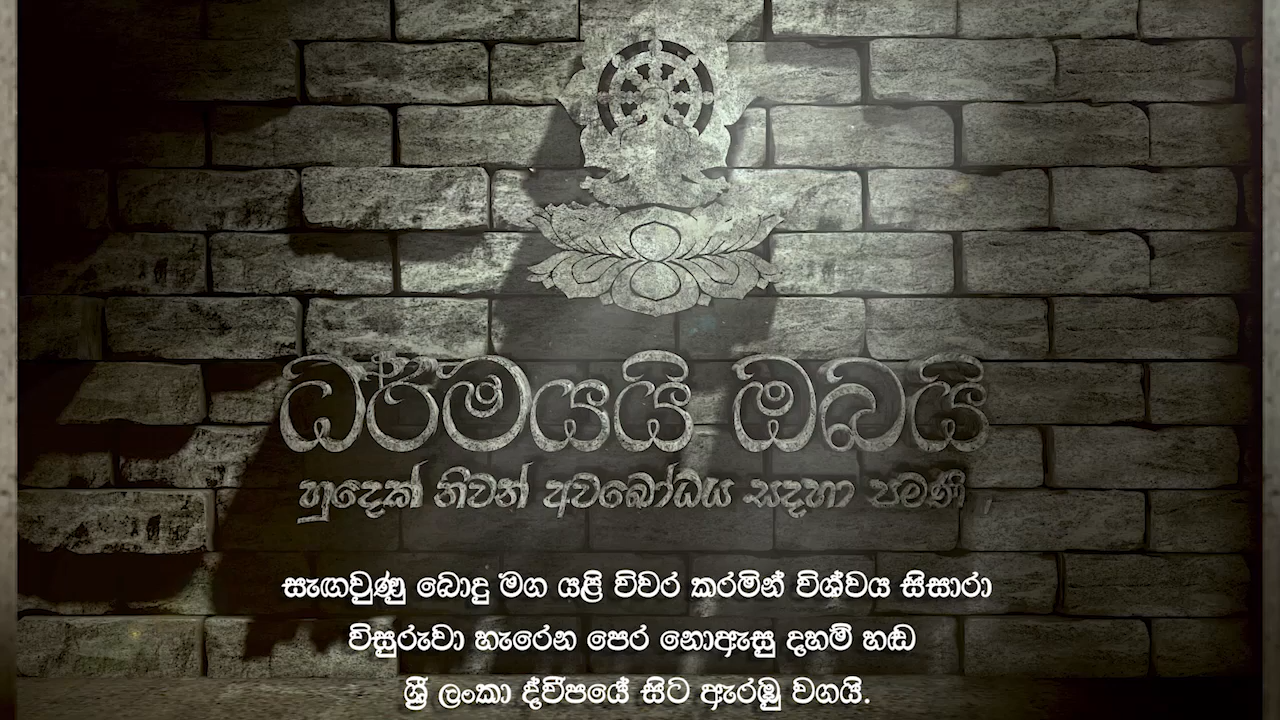 ධර්මයයි ඔබයි
හුදෙක් නිවන් අවබෝධය සදහා පමණි
සැඟවුණු බොදු මග යළි විවර කරමින් විශ්වය සිසාරා
විසුරුවා හැරෙන පෙර නොඇසු දහම් හඬ
ශ්‍රී ලංකා ද්වීපයේ සිට ඇරඹු වගයි.